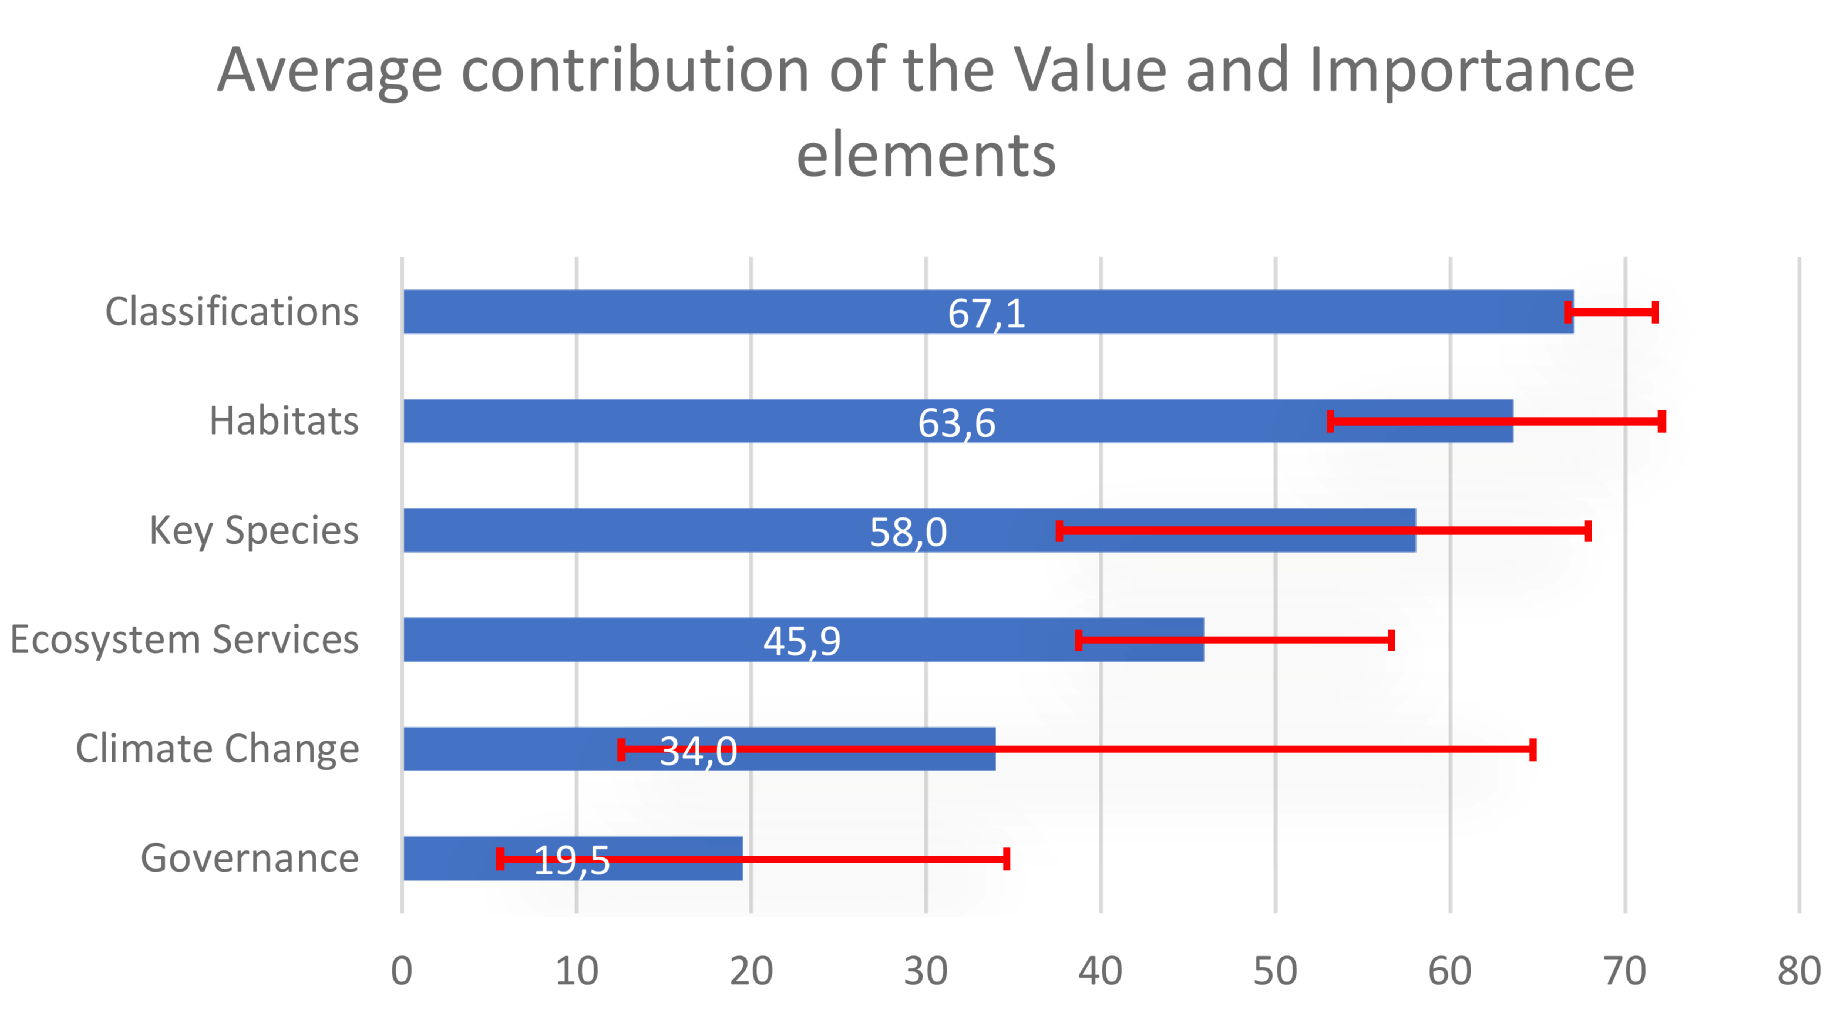 Average contribution of the Value and Importance
elements
Classifications
67,1
Habitats
63,6
Key Species
58,0
Ecosystem Services
45,9
Climate Change
34,0
Governance
19,5
0 10 20 30 40 50 60 70 80